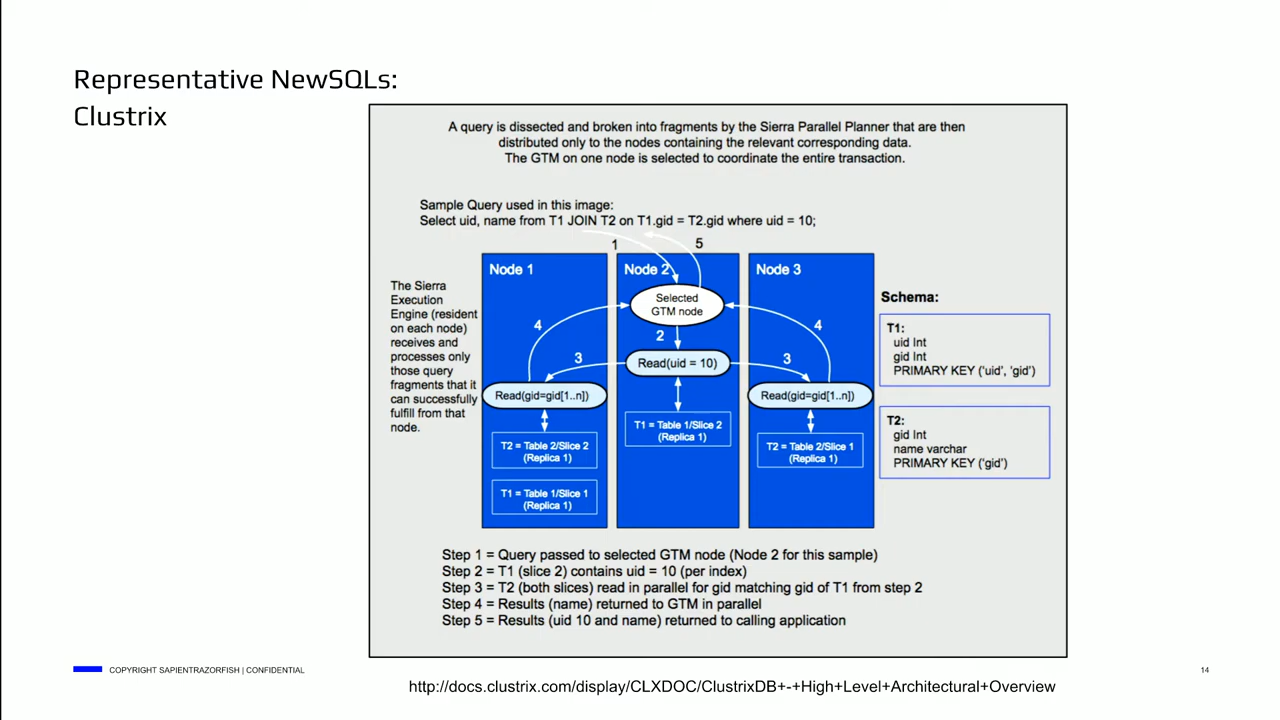 Representative NewSQLs:
Clustrix
A query is dissected and broken into fragments by the Sierra Parallel Planner that are then
distributed only to the nodes containing the relevant corresponding data.
The GTM on one node is selected to coordinate the entire transaction.
Sample Query used in this image:
Select uid, name from T1 JOIN T2 on T1.gid = T2.gid where uid = 10;
1
5
The Sierra
Execution
Engine (resident
on each node)
receives and
processes only
those query
fragments that it
can successfully
fulfill from that
node.
Node 1
4
3
Read(gid=gid[1..n])
T2 = Table 2/Slice 2
(Replica 1)
T1 = Table 1/Slice 1
(Replica 1)
Node 2
Selected
GTM node
2
Read(uid = 10)
T1 = Table 1/Slice 2
(Replica 1)
Node 3
4
3
Read(gid=gid[1..n])
T2 = Table 2/Slice 1
(Replica 1)
Schema:
T1:
uid Int
gid Int
PRIMARY KEY ('uid', 'gid')
T2:
gid Int
name varchar
PRIMARY KEY ('gid')
Step 1 = Query passed to selected GTM node (Node 2 for this sample)
Step 2 = T1 (slice 2) contains uid = 10 (per index)
Step 3 = T2 (both slices) read in parallel for gid matching gid of T1 from step 2
Step 4 = Results (name) returned to GTM in parallel
Step 5 = Results (uid 10 and name) returned to calling application
COPYRIGHT SAPIENTRAZORFISH | CONFIDENTIAL
14
http://docs.clustrix.com/display/CLXDOC/ClustrixDB+-+High+Level+Architectural+Overview